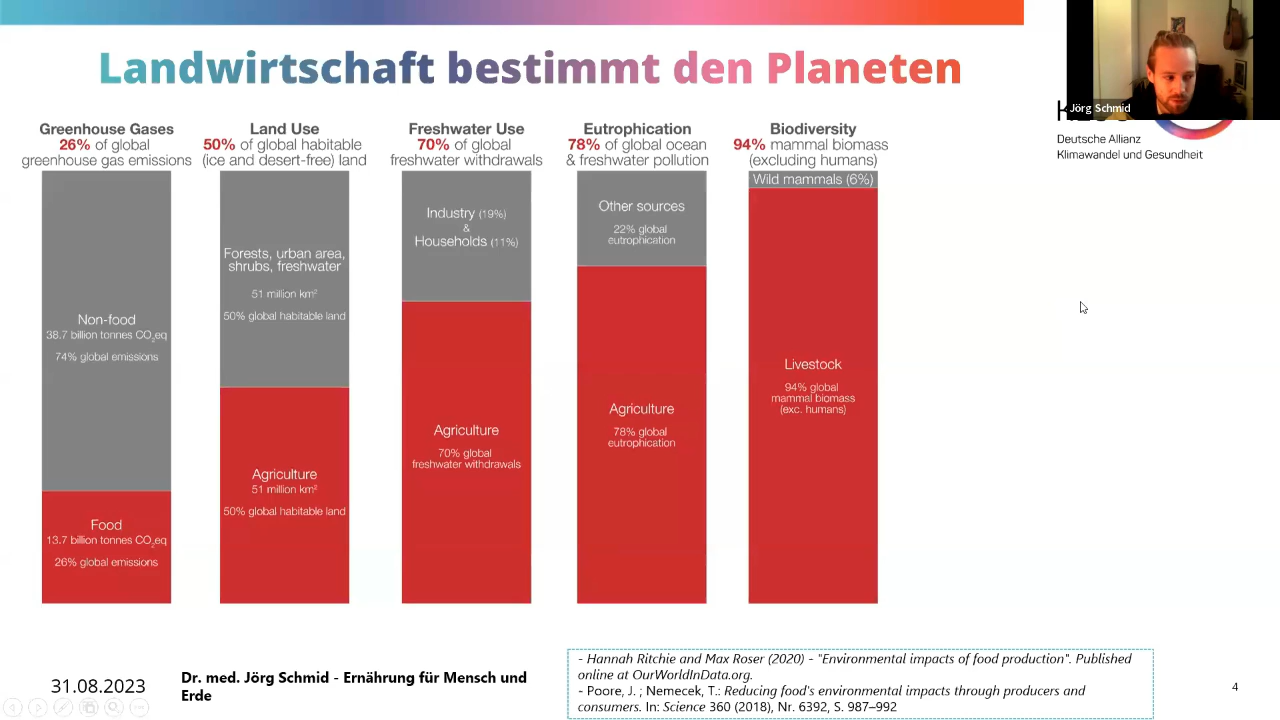 Landwirtschaft bestimmt den Planeten
Jörg Schmid
Deutsche Allianz
Klimawandel und Gesundheit
Greenhouse Gases
26% of global
greenhouse gas emissions
Non-food
38.7 billion tonnes CO₂eq
74% global emissions
Food
13.7 billion tonnes CO₂eq
26% global emissions
Land Use
50% of global habitable
(ice and desert-free) land
Forests, urban area,
shrubs, freshwater
51 million km²
50% global habitable land
Agriculture
51 million km²
50% global habitable land
Freshwater Use
70% of global
freshwater withdrawals
Industry (19%)
&
Households (11%)
Agriculture
70% global
freshwater withdrawals
Eutrophication
78% of global ocean
& freshwater pollution
Other sources
22% global
eutrophication
Agriculture
78% global
eutrophication
Biodiversity
94% mammal biomass
(excluding humans)
Wild mammals (6%)
Livestock
94% global
mammal biomass
(exc. humans)
31.08.2023
Dr. med. Jörg Schmid - Ernährung für Mensch und
Erde
- Hannah Ritchie and Max Roser (2020) - "Environmental impacts of food production". Published
online at OurWorldInData.org.
- Poore, J. ; Nemecek, T.: Reducing food's environmental impacts through producers and
consumers. In: Science 360 (2018), Nr. 6392, S. 987–992
4